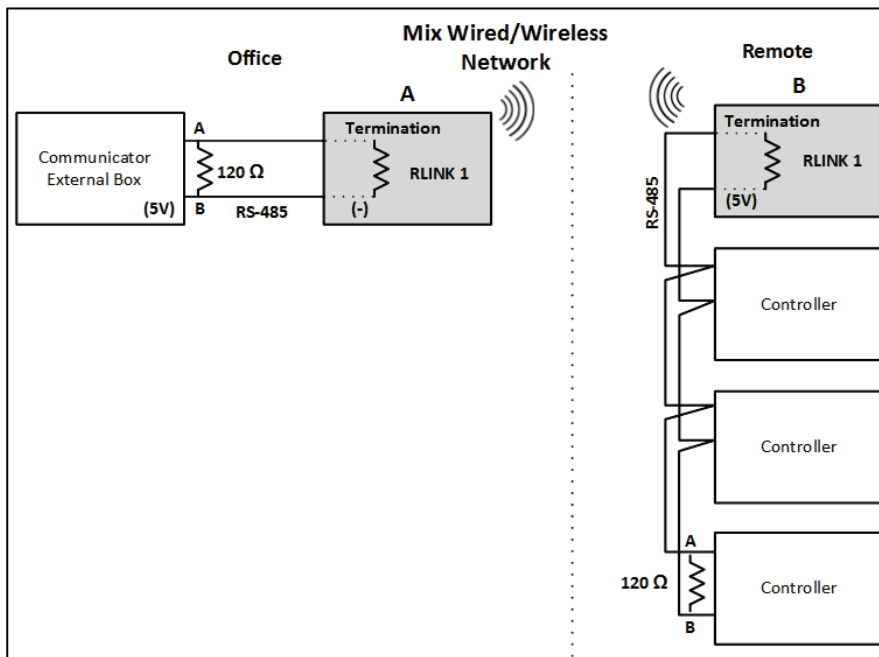 Mix Wired/Wireless
Network
Office
Remote
A
B
Communicator
External Box
(5V)
A
120 Ω
B
RS-485
Termination
RLINK 1
(-)
Termination
RLINK 1
(5V)
RS-485
Controller
Controller
A
120 Ω
B
Controller